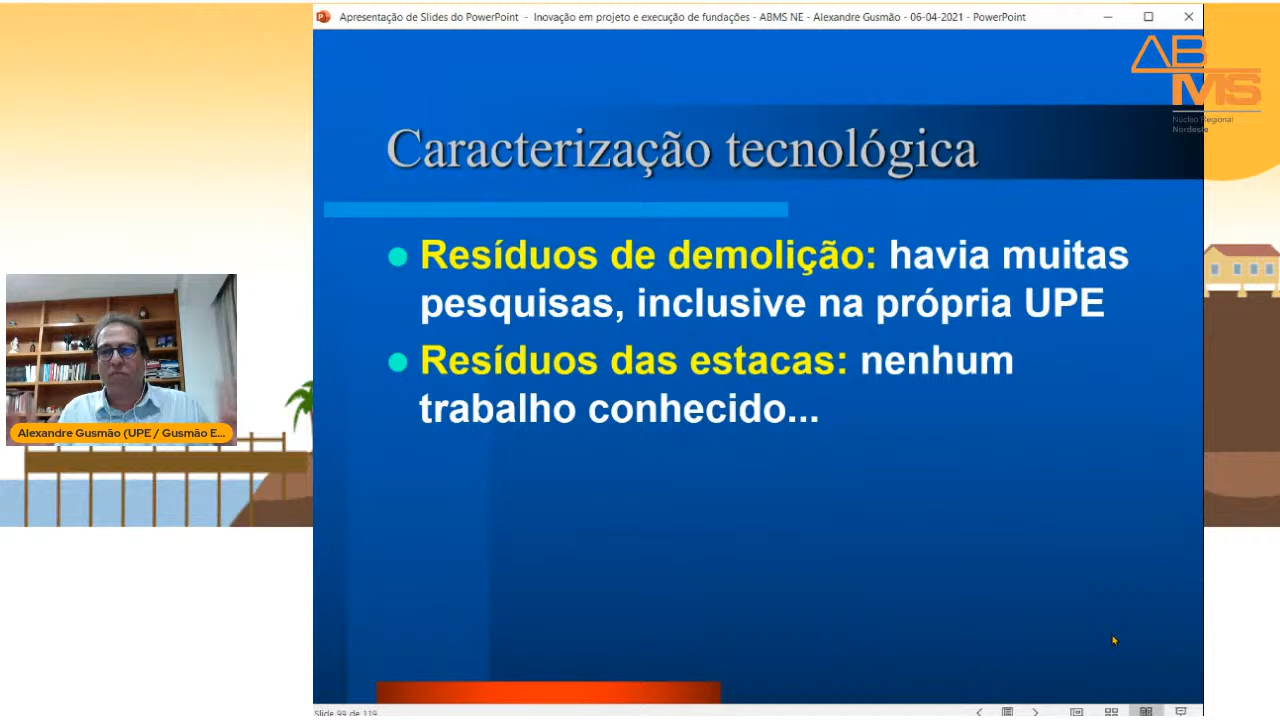 Apresentação de Slides do PowerPoint - Inovação em projeto e execução de fundações - ABMS NE - Alexandre Gusmão - 06-04-2021 - PowerPoint
ABMS
Núcleo Regional
Nordeste
Caracterização tecnológica
Resíduos de demolição: havia muitas
pesquisas, inclusive na própria UPE
Resíduos das estacas: nenhum
trabalho conhecido...
Alexandre Gusmão (UPE / Gusmão E...
Slide 99 de 119